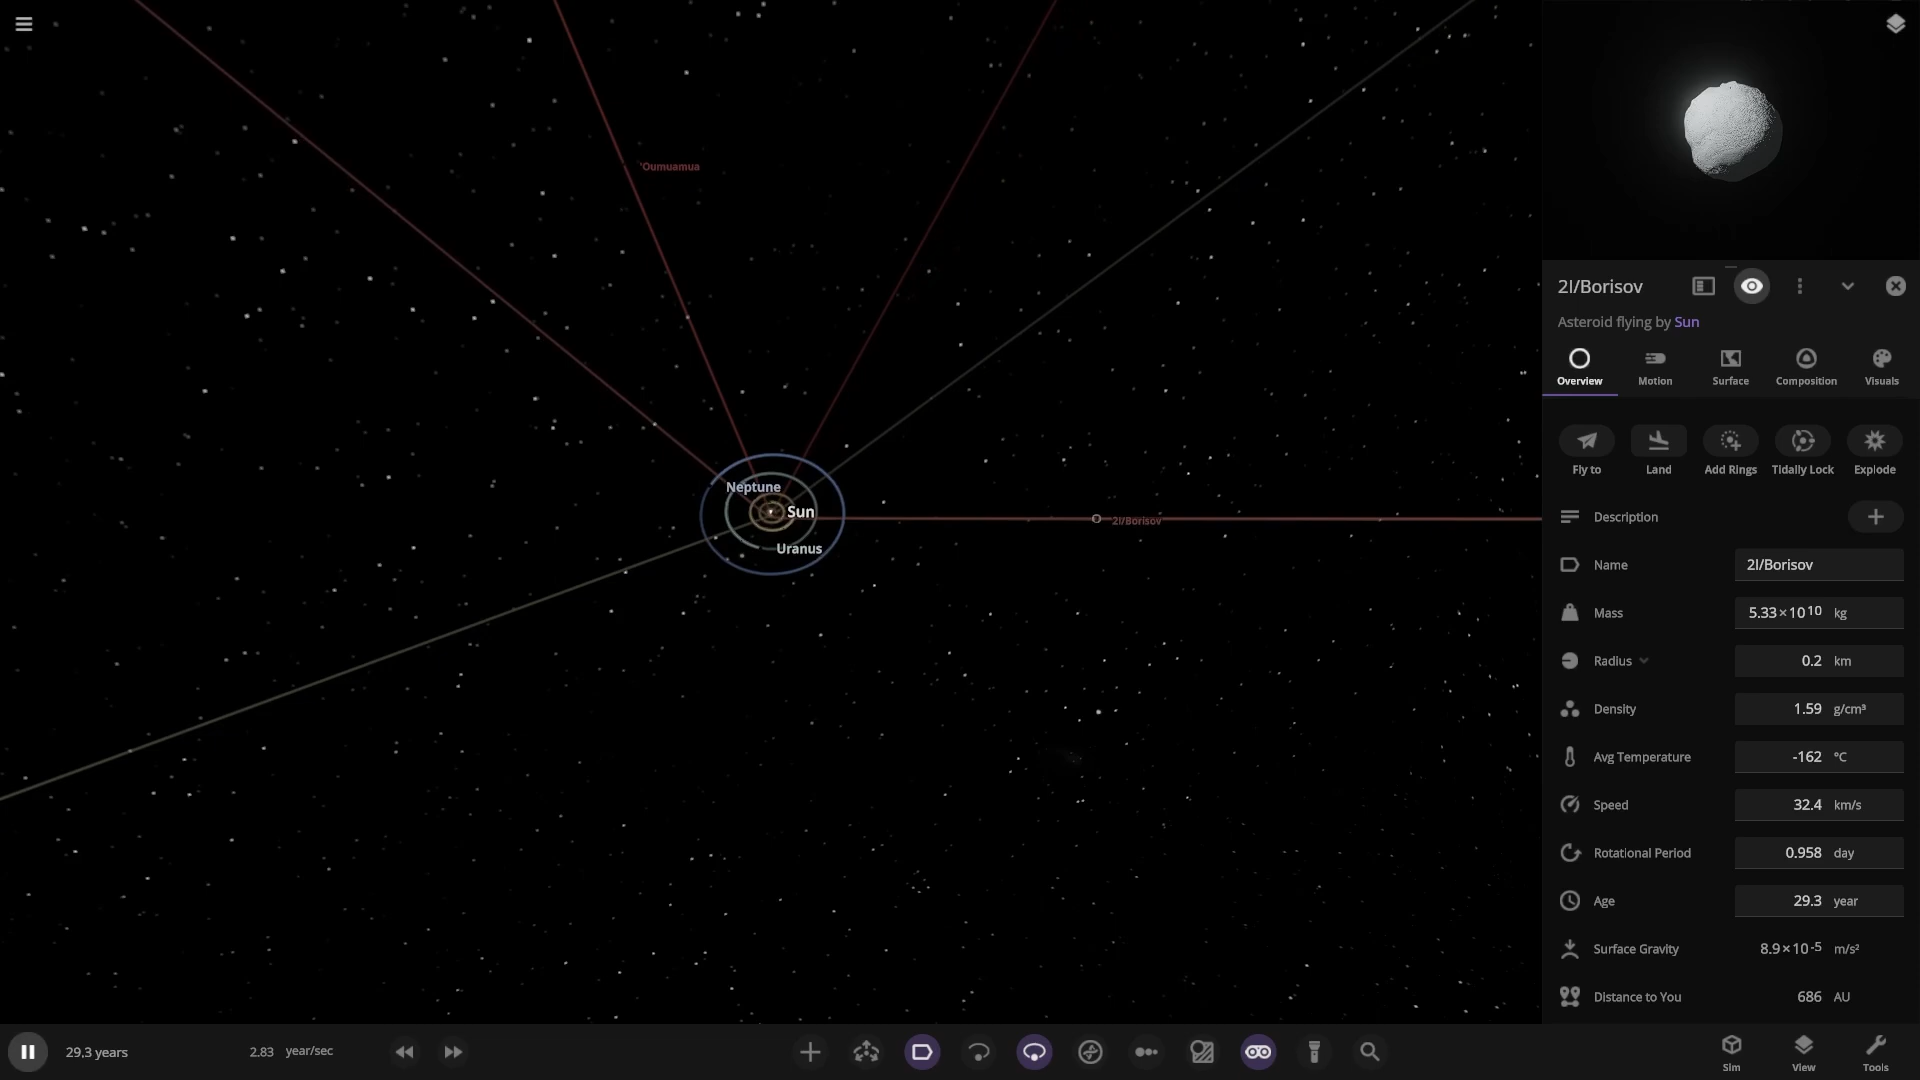 'Oumuamua
Neptune
Sun
2I/Borisov
Uranus
2I/Borisov
Asteroid flying by Sun
Overview
Motion
Surface
Composition
Visuals
Fly to
Land
Add Rings
Tidally Lock
Explode
Description
Name 2I/Borisov
Mass 5.33×10¹⁰ kg
Radius 0.2 km
Density 1.59 g/cm³
Avg Temperature -162 °C
Speed 32.4 km/s
Rotational Period 0.958 day
Age 29.3 year
Surface Gravity 8.9×10⁻⁵ m/s²
Distance to You 686 AU
29.3 years 2.83 year/sec
Sim
View
Tools